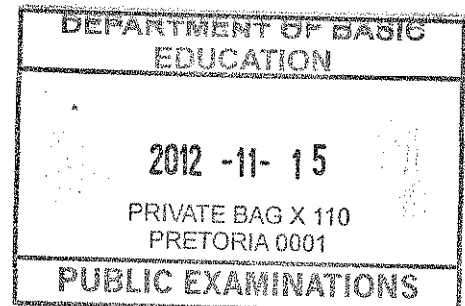 DEPARTMENT OF BASIC
EDUCATION
2012 -11- 15
PRIVATE BAG X 110
PRETORIA 0001
PUBLIC EXAMINATIONS